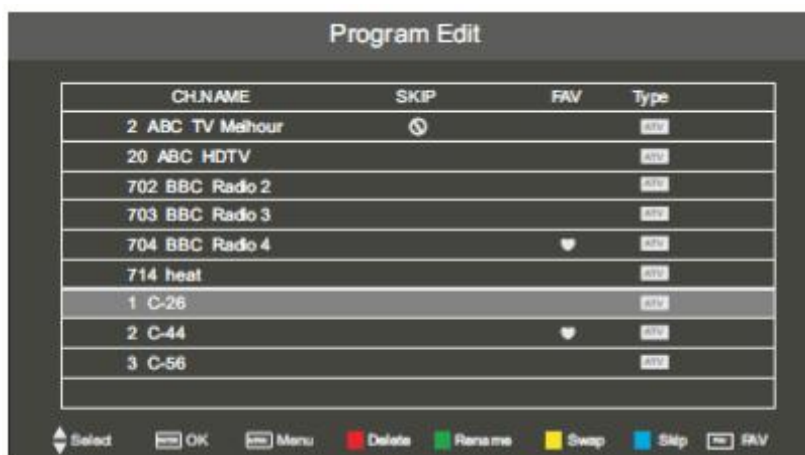 Program Edit
CH.NAME SKIP FAV Type
2 ABC TV Meihour ATV
20 ABC HDTV ATV
702 BBC Radio 2 ATV
703 BBC Radio 3 ATV
704 BBC Radio 4 ATV
714 heat ATV
1 C-26 ATV
2 C-44 ATV
3 C-56 ATV
Select OK Menu Delete Rename Swap Skip FAV